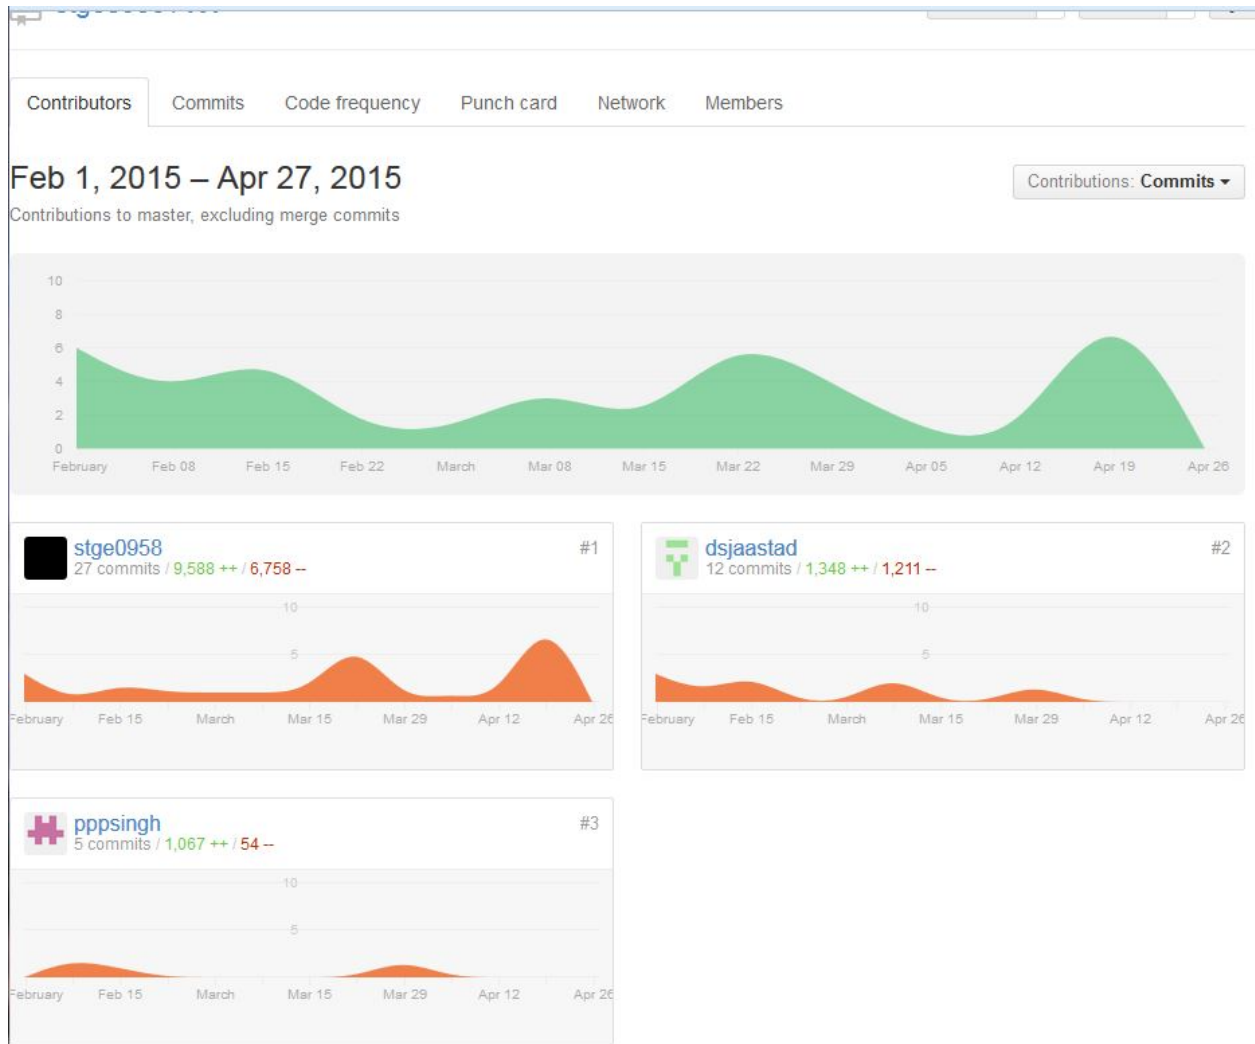 Contributors Commits Code frequency Punch card Network Members
Feb 1, 2015 – Apr 27, 2015
Contributions: Commits
Contributions to master, excluding merge commits
10
8
6
4
2
0
February Feb 08 Feb 15 Feb 22 March Mar 08 Mar 15 Mar 22 Mar 29 Apr 05 Apr 12 Apr 19 Apr 26
stge0958 #1
27 commits / 9,588 ++ / 6,758 --
10
5
February Feb 15 March Mar 15 Mar 29 Apr 12 Apr 26
dsjaastad #2
12 commits / 1,348 ++ / 1,211 --
10
5
February Feb 15 March Mar 15 Mar 29 Apr 12 Apr 26
pppsingh #3
5 commits / 1,067 ++ / 54 --
10
5
February Feb 15 March Mar 15 Mar 29 Apr 12 Apr 26